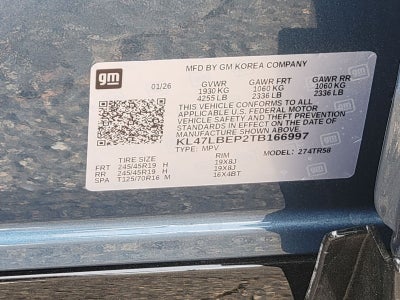 gm
MFD BY GM KOREA COMPANY
01/26 GVWR GAWR FRT GAWR RR
1930 KG 1060 KG 1060 KG
4255 LB 2336 LB 2336 LB
THIS VEHICLE CONFORMS TO ALL
APPLICABLE U.S. FEDERAL MOTOR
VEHICLE SAFETY AND THEFT PREVENTION
STANDARDS IN EFFECT ON THE DATE OF
MANUFACTURE SHOWN ABOVE.
KL47LBEP2TB166997
TYPE: MPV MODEL: 274TR58
TIRE SIZE RIM
FRT 245/45R19 H 19X8J
RR 245/45R19 H 19X8J
SPA T125/70R16 M 16X4BT